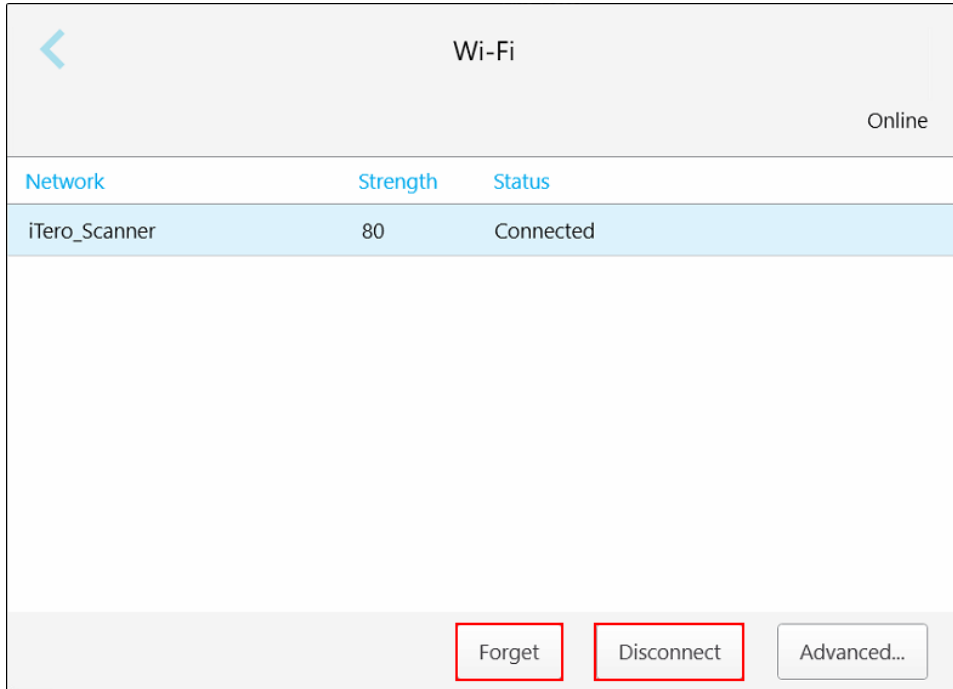 Wi-Fi
Online
Network Strength Status
iTero_Scanner 80 Connected
Forget Disconnect Advanced...